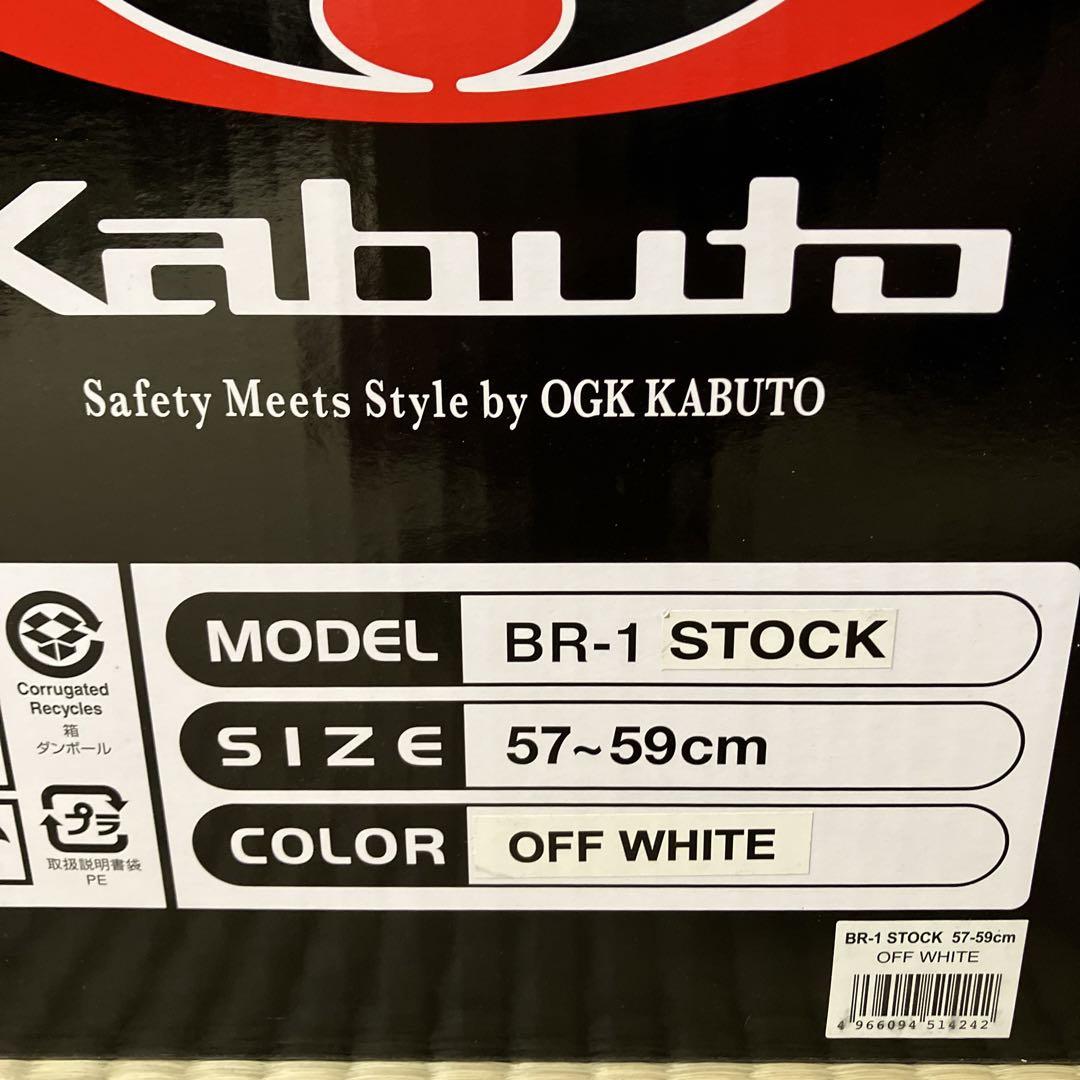 Kabuto
Safety Meets Style by OGK KABUTO
Corrugated
Recycles
箱
ダンボール
プラ
取扱説明書袋
PE
MODEL BR-1 STOCK
SIZE 57~59cm
COLOR OFF WHITE
BR-1 STOCK 57-59cm
OFF WHITE
4 966094 514242